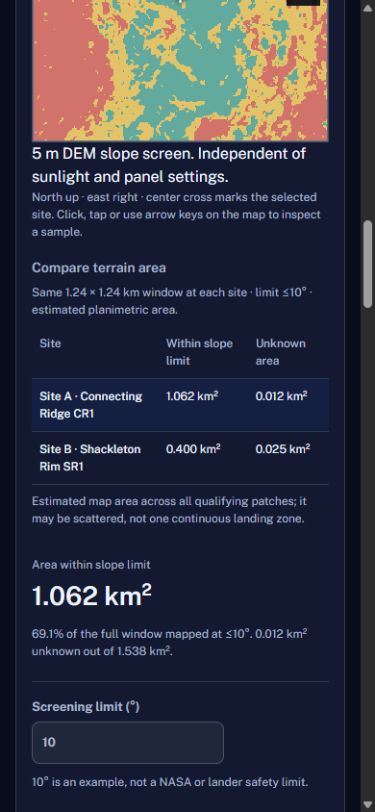 5 m DEM slope screen. Independent of
sunlight and panel settings.
North up · east right · center cross marks the selected
site. Click, tap or use arrow keys on the map to inspect
a sample.
Compare terrain area
Same 1.24 × 1.24 km window at each site · limit ≤10° ·
estimated planimetric area.
Site Within slope limit Unknown area
Site A · Connecting Ridge CR1 1.062 km² 0.012 km²
Site B · Shackleton Rim SR1 0.400 km² 0.025 km²
Estimated map area across all qualifying patches; it
may be scattered, not one continuous landing zone.
Area within slope limit
1.062 km²
69.1% of the full window mapped at ≤10°. 0.012 km²
unknown out of 1.538 km².
Screening limit (°)
10
10° is an example, not a NASA or lander safety limit.